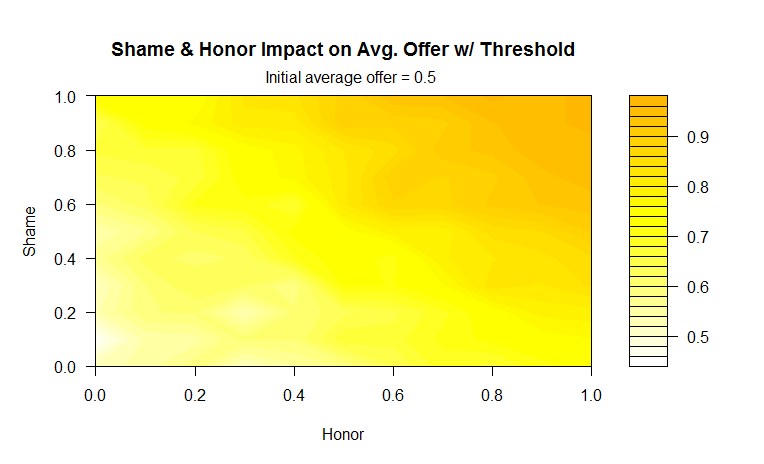 Shame & Honor Impact on Avg. Offer w/ Threshold
Initial average offer = 0.5
1.0
0.8
0.6
0.4
0.2
0.0
Shame
0.0 0.2 0.4 0.6 0.8 1.0
Honor
0.9
0.8
0.7
0.6
0.5